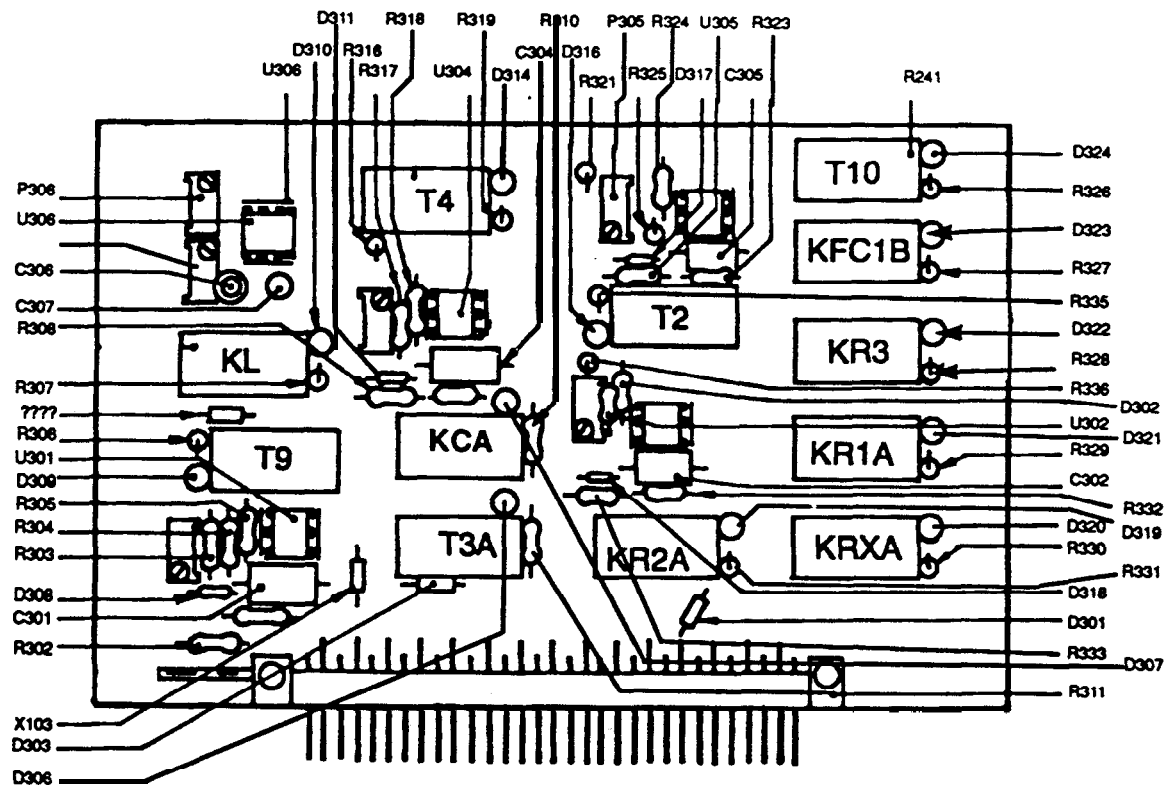 D311 R318 R319 R310 P305 R324 U305 R323
D310 R316 C304 D316
U306 R317 U304 D314 R321 R325 D317 C305 R241
T10 D324
P306 T4 R326
U306 D323
KFC1B
C306 R327
C307 T2 R335
R308 D322
KL KR3
R328
R307 R336
???? D302
R306 KCA U302
U301 T9 KR1A D321
R329
D309 C302
R305 R332
R304 T3A KR2A KRXA D320 D319
R303 R330
R331
D308 D318
C301 D301
R302 R333
D307
R311
X103
D303
D306